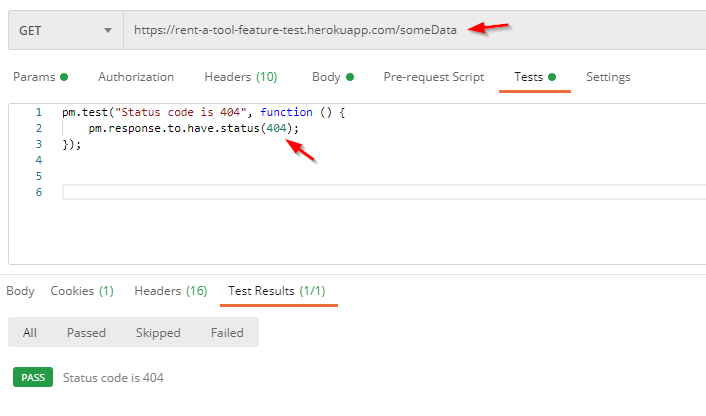 GET https://rent-a-tool-feature-test.herokuapp.com/someData
Params Authorization Headers (10) Body Pre-request Script Tests Settings
1 pm.test("Status code is 404", function () {
2 pm.response.to.have.status(404);
3 });
4
5
6
Body Cookies (1) Headers (16) Test Results (1/1)
All Passed Skipped Failed
PASS Status code is 404